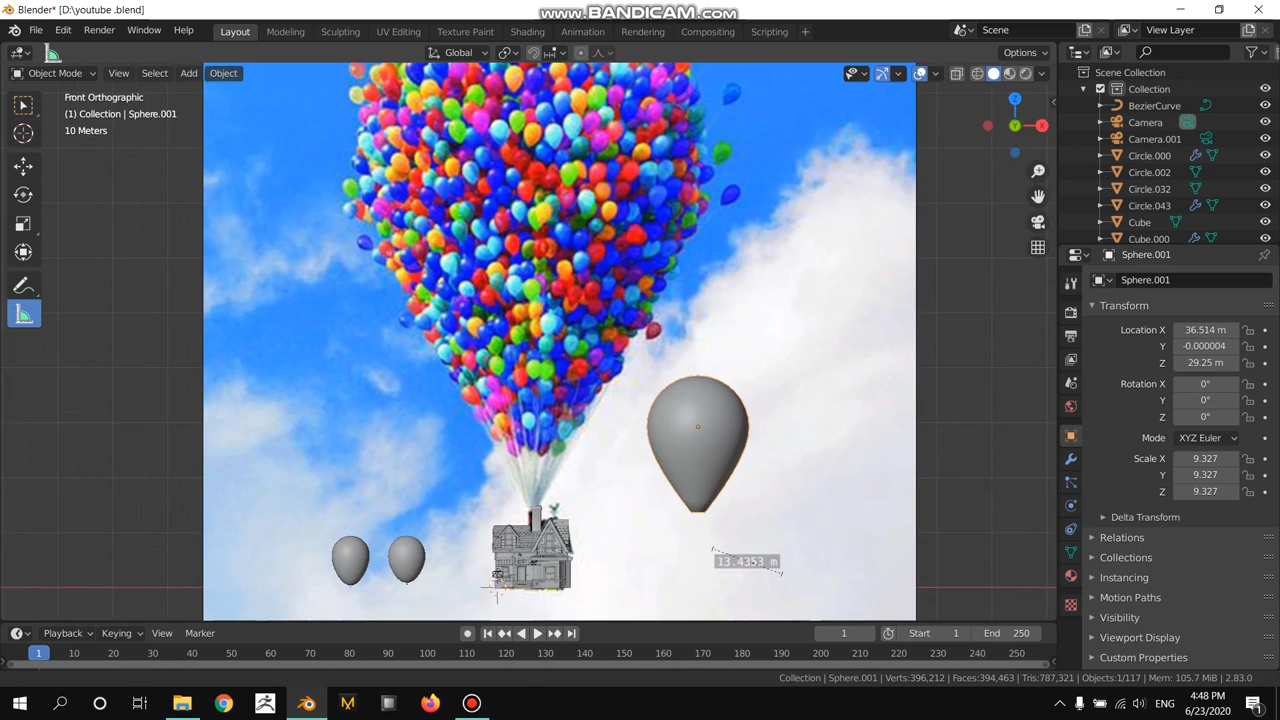 Blender* [D:\youtube .blend]
www.BANDICAM.com
File Edit Render Window Help
Layout Modeling Sculpting UV Editing Texture Paint Shading Animation Rendering Compositing Scripting +
Scene
View Layer
Global
Options
Object Mode View Select Add Object
Front Orthographic
(1) Collection | Sphere.001
10 Meters
Z
Y
X
13.4353 m
Scene Collection
Collection
BezierCurve
Camera
Camera.001
Circle.000
Circle.002
Circle.032
Circle.043
Cube
Cube.000
Sphere.001
Sphere.001
Transform
Location X 36.514 m
Y -0.000004
Z 29.25 m
Rotation X 0°
Y 0°
Z 0°
Mode XYZ Euler
Scale X 9.327
Y 9.327
Z 9.327
Delta Transform
Relations
Collections
Instancing
Motion Paths
Visibility
Viewport Display
Custom Properties
Playback Keying View Marker
1
Start 1
End 250
1 10 20 30 40 50 60 70 80 90 100 110 120 130 140 150 160 170 180 190 200 210 220 230 240 250
Collection | Sphere.001 | Verts:396,212 | Faces:394,463 | Tris:787,321 | Objects:1/117 | Mem: 105.7 MiB | 2.83.0
ENG
4:48 PM
6/23/2020
1